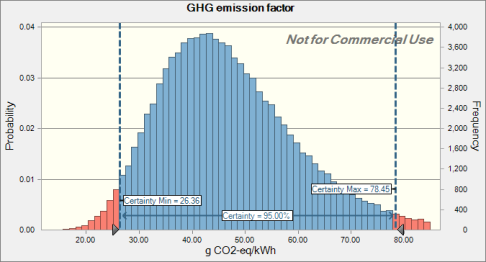 GHG emission factor
Not for Commercial Use
0.04
0.03
0.02
0.01
0.00
Probability
4,000
3,600
3,200
2,800
2,400
2,000
1,600
1,200
800
400
0
Frequency
Certainty Min = 26.36
Certainty Max = 78.45
Certainty = 95.00%
20.00 30.00 40.00 50.00 60.00 70.00 80.00
g CO2-eq/kWh